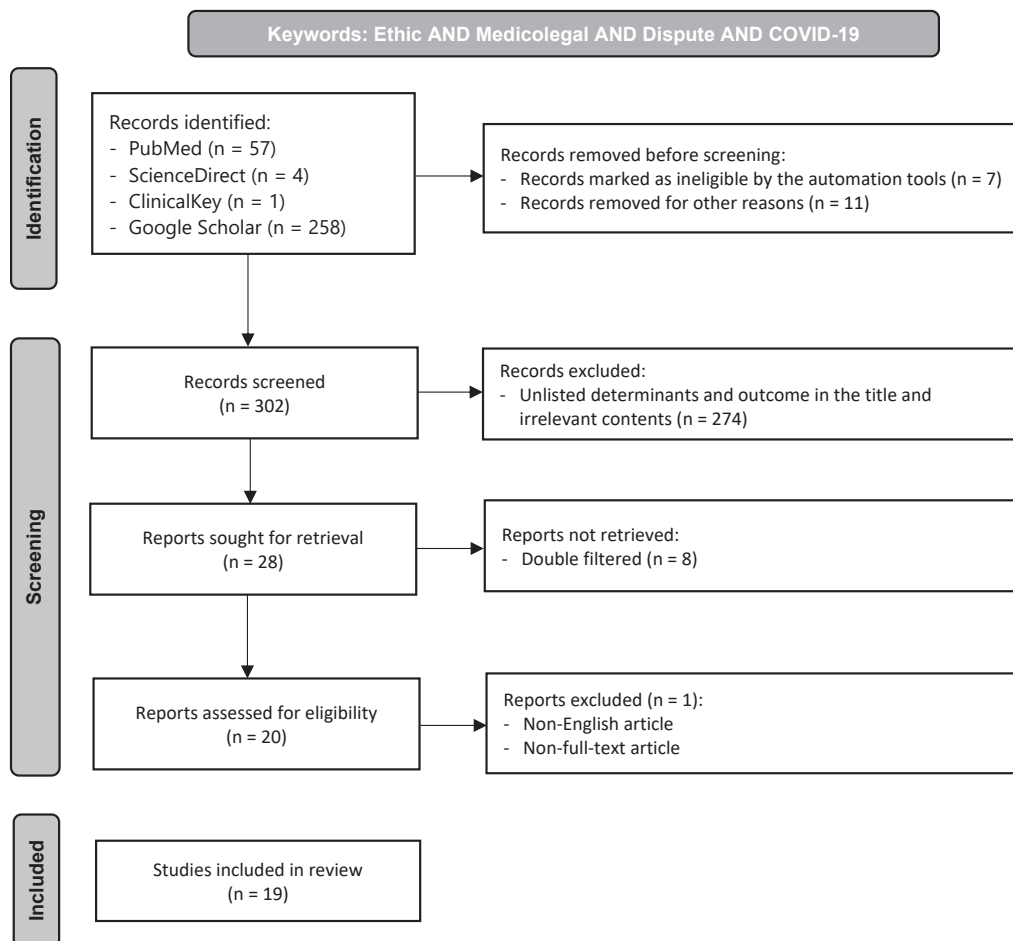 Keywords: Ethic AND Medicolegal AND Dispute AND COVID-19
Identification
Records identified:
- PubMed (n = 57)
- ScienceDirect (n = 4)
- ClinicalKey (n = 1)
- Google Scholar (n = 258)
Records removed before screening:
- Records marked as ineligible by the automation tools (n = 7)
- Records removed for other reasons (n = 11)
Screening
Records screened
(n = 302)
Records excluded:
- Unlisted determinants and outcome in the title and
irrelevant contents (n = 274)
Reports sought for retrieval
(n = 28)
Reports not retrieved:
- Double filtered (n = 8)
Reports assessed for eligibility
(n = 20)
Reports excluded (n = 1):
- Non-English article
- Non-full-text article
Included
Studies included in review
(n = 19)